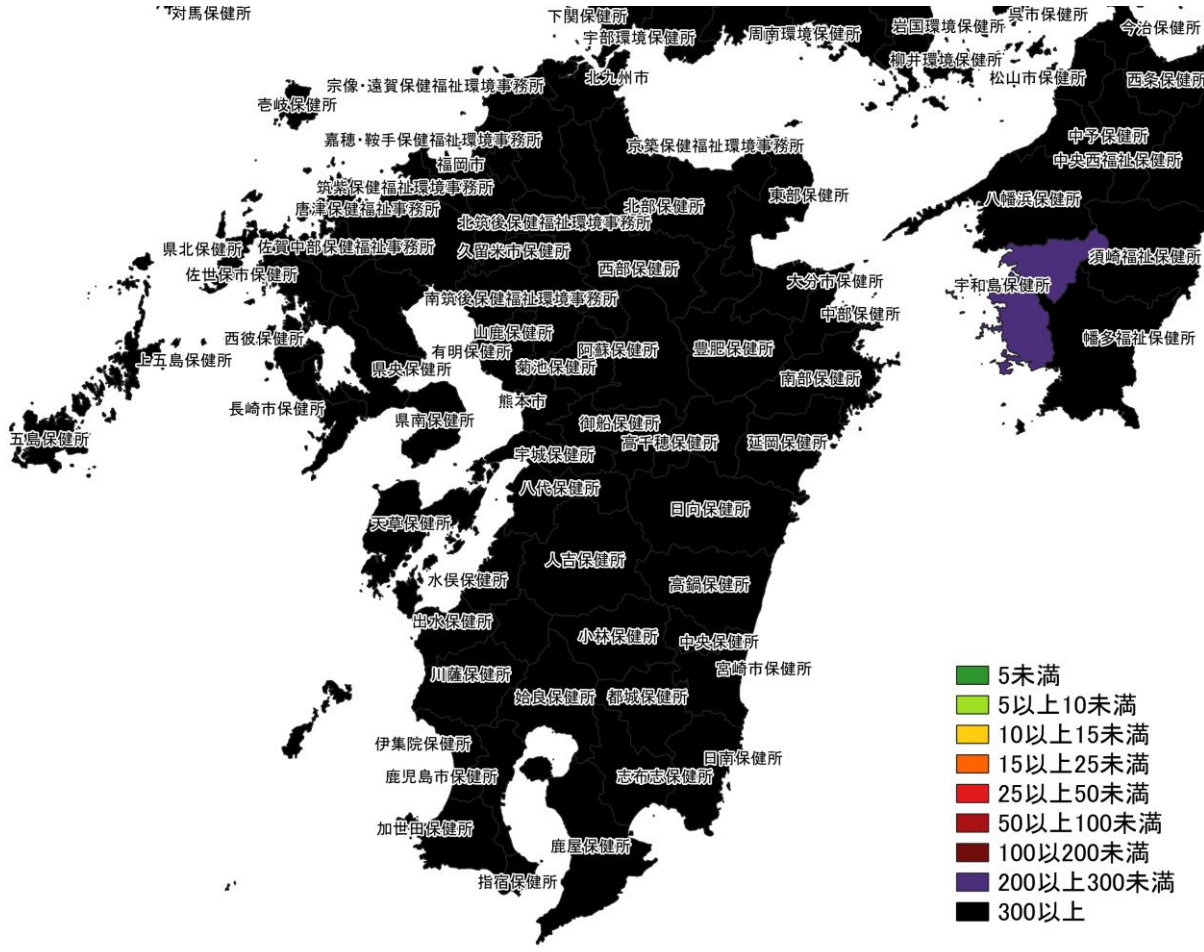 対馬保健所
下関保健所
宇部環境保健所
周南環境保健所
岩国環境保健所
呉市保健所
今治保健所
柳井環境保健所
松山市保健所
西条保健所
北九州市
宗像・遠賀保健福祉環境事務所
壱岐保健所
嘉穂・鞍手保健福祉環境事務所
京築保健福祉環境事務所
中予保健所
中央西福祉保健所
福岡市
筑紫保健福祉環境事務所
東部保健所
八幡浜保健所
唐津保健福祉事務所
北部保健所
北筑後保健福祉環境事務所
県北保健所
佐賀中部保健福祉事務所
久留米市保健所
須崎福祉保健所
佐世保市保健所
西部保健所
大分市保健所
宇和島保健所
南筑後保健福祉環境事務所
中部保健所
西彼保健所
山鹿保健所
幡多福祉保健所
上五島保健所
有明保健所
阿蘇保健所
豊肥保健所
県央保健所
菊池保健所
南部保健所
長崎市保健所
熊本市
県南保健所
御船保健所
五島保健所
高千穂保健所
延岡保健所
宇城保健所
八代保健所
天草保健所
日向保健所
人吉保健所
水俣保健所
高鍋保健所
出水保健所
小林保健所
中央保健所
宮崎市保健所
川薩保健所
姶良保健所
都城保健所
伊集院保健所
日南保健所
鹿児島市保健所
志布志保健所
加世田保健所
鹿屋保健所
指宿保健所
5未満
5以上10未満
10以上15未満
15以上25未満
25以上50未満
50以上100未満
100以200未満
200以上300未満
300以上